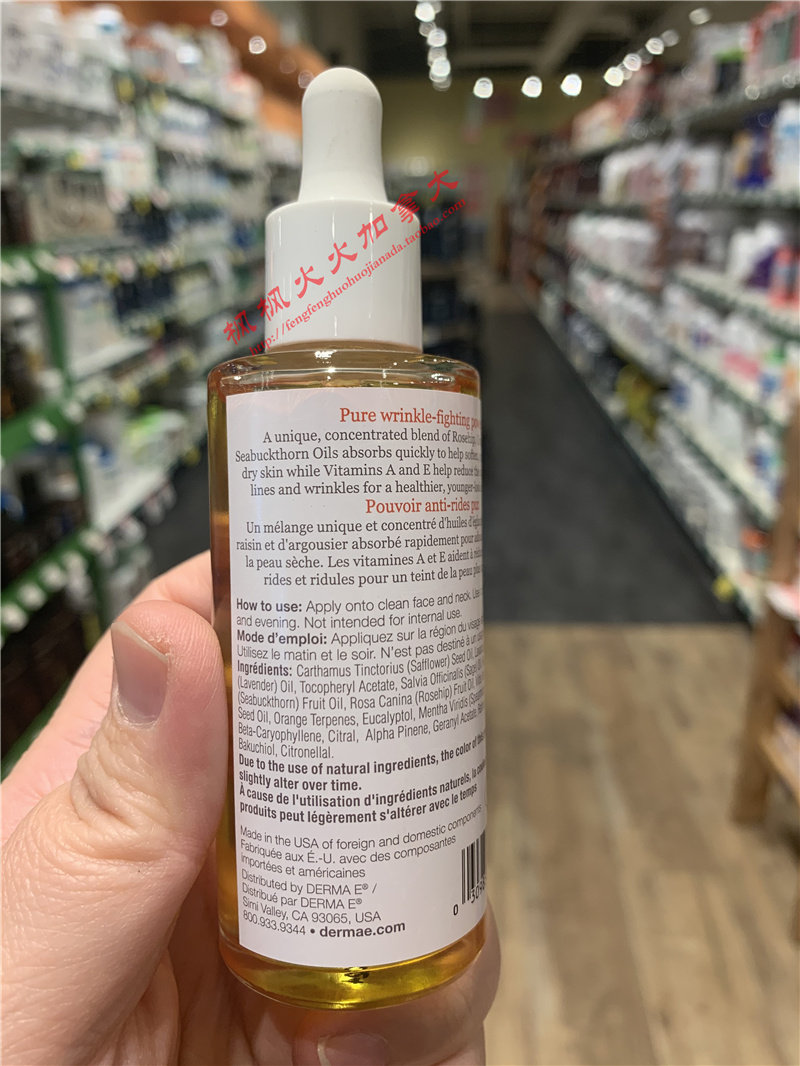 枫枫火火加拿大
http://fengfenghuohuojianada.taobao.com
Pure wrinkle-fighting
A unique, concentrated blend of Rosehip,
Seabuckthorn Oils absorbs quickly to help soften,
dry skin while Vitamins A and E help reduce the
lines and wrinkles for a healthier,
Pouvoir anti-rides pur
Un mélange unique et concentré d'huiles
raisin et d'argousier absorbé rapidement pour
la peau sèche. Les vitamines A et E aident à
rides et ridules pour un teint de la peau
How to use: Apply onto clean face and neck. Use
and evening. Not intended for internal use.
Mode d'emploi: Appliquez sur la région du visage
Utilisez le matin et le soir. N'est pas destiné à un
Ingrédients: Carthamus Tinctorius (Safflower) Seed Oil,
(Lavender) Oil, Tocopheryl Acetate, Salvia Officinalis (Sage)
(Seabuckthorn) Fruit Oil, Rosa Canina (Rosehip) Fruit Oil,
Seed Oil, Orange Terpenes, Eucalyptol, Mentha Viridis
Beta-Caryophyllene, Citral, Alpha Pinene, Geranyl Acetate,
Bakuchiol, Citronellal.
Due to the use of natural ingredients, the color of
slightly alter over time.
À cause de l'utilisation d'ingrédients naturels, la
produits peut légèrement s'altérer avec le temps
Made in the USA of foreign and domestic components
Fabriquée aux É.-U. avec des composantes
importées et américaines
Distributed by DERMA E® /
Distribué par DERMA E®
Simi Valley, CA 93065, USA
800.933.9344 • dermae.com
0